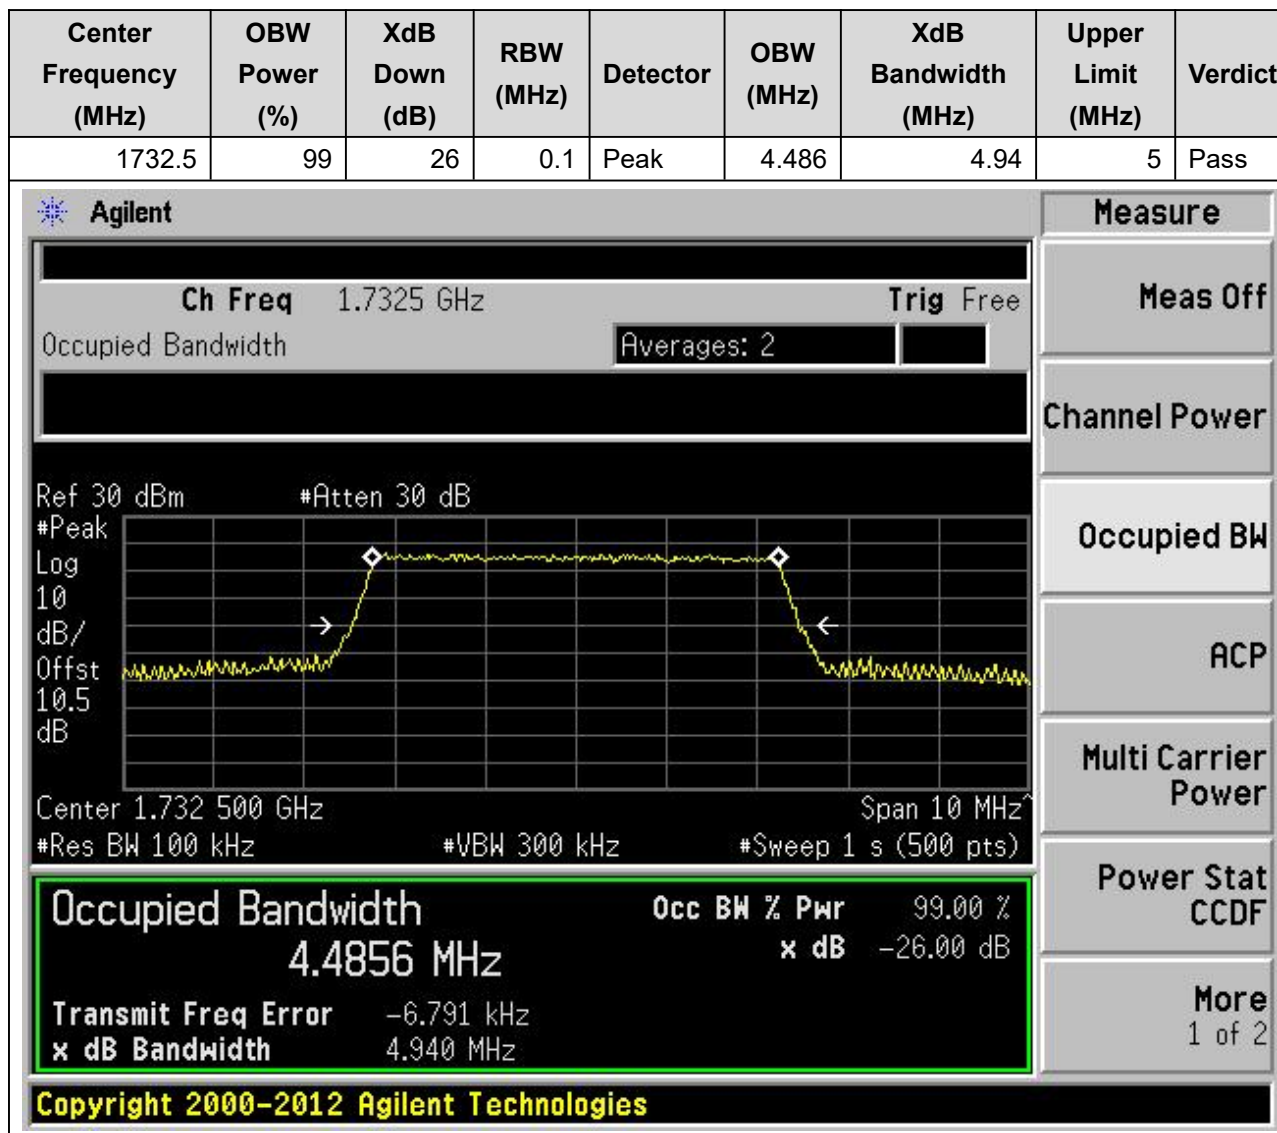 Center Frequency (MHz) OBW Power (%) XdB Down (dB) RBW (MHz) Detector OBW (MHz) XdB Bandwidth (MHz) Upper Limit (MHz) Verdict
1732.5 99 26 0.1 Peak 4.486 4.94 5 Pass
Agilent
Measure
Ch Freq 1.7325 GHz Trig Free
Meas Off
Occupied Bandwidth Averages: 2
Channel Power
Ref 30 dBm #Atten 30 dB
#Peak
Log
10
dB/
Offst
10.5
dB
Occupied BW
ACP
Multi Carrier
Power
Center 1.732 500 GHz Span 10 MHz^
#Res BW 100 kHz #VBW 300 kHz #Sweep 1 s (500 pts)
Power Stat
CCDF
Occupied Bandwidth Occ BW % Pwr 99.00 %
4.4856 MHz x dB -26.00 dB
Transmit Freq Error -6.791 kHz
x dB Bandwidth 4.940 MHz
More
1 of 2
Copyright 2000-2012 Agilent Technologies